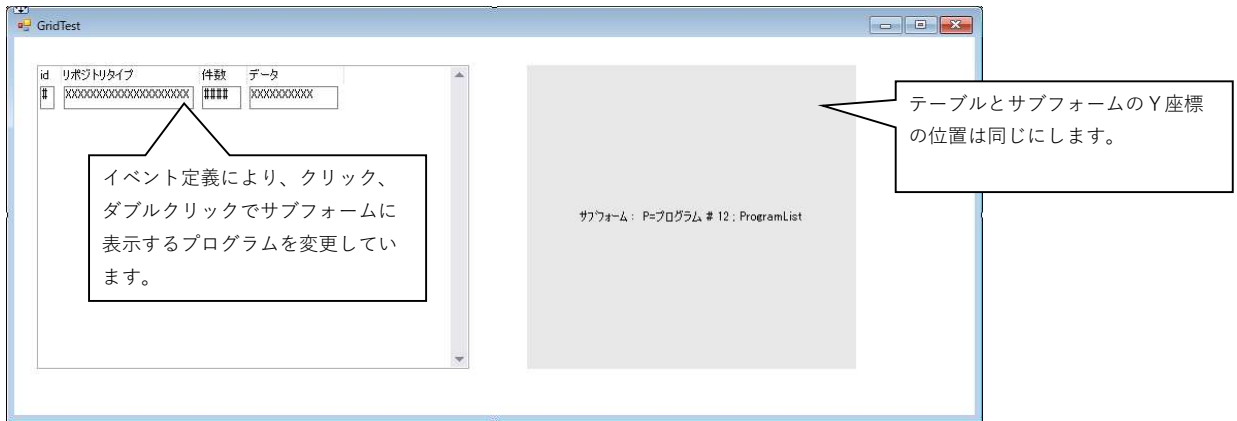 GridTest
id リポジトリタイプ 件数 データ
# XXXXXXXXXXXXXXXXXXXX #### XXXXXXXXXX
テーブルとサブフォームのＹ座標
の位置は同じにします。
イベント定義により、クリック、
ダブルクリックでサブフォームに
表示するプログラムを変更してい
ます。
サブフォーム： P=プログラム # 12 ; ProgramList